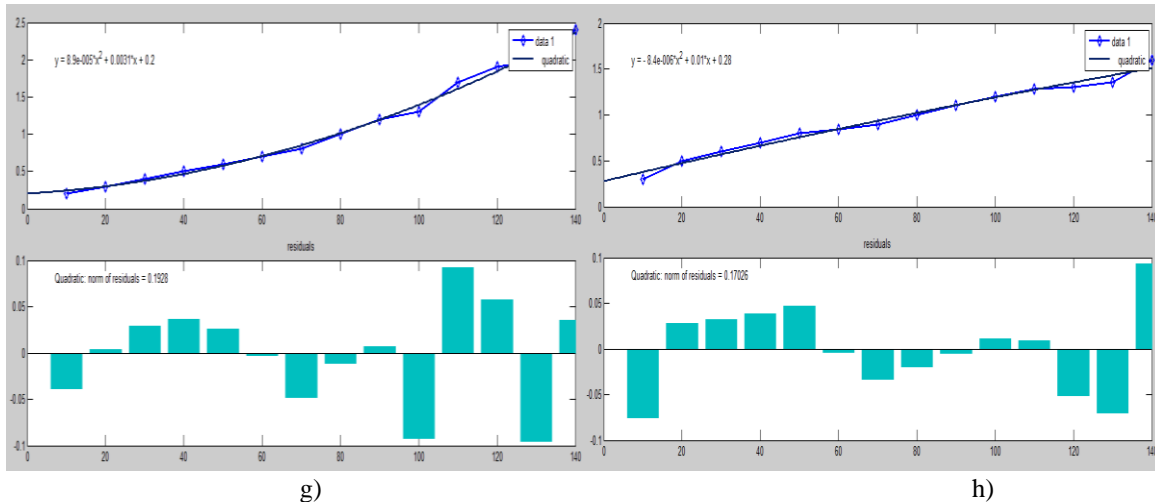 2.5
2
1.5
1
0.5
0
0 20 40 60 80 100 120 140
y = 8.9e-005*x² + 0.0031*x + 0.2
data 1
quadratic
residuals
0.1
0.05
0
-0.05
-0.1
0 20 40 60 80 100 120 140
Quadratic: norm of residuals = 0.1928
g)
2
1.5
1
0.5
0
0 20 40 60 80 100 120 140
y = - 8.4e-006*x² + 0.01*x + 0.28
data 1
quadratic
residuals
0.1
0.05
0
-0.05
-0.1
0 20 40 60 80 100 120 140
Quadratic: norm of residuals = 0.17026
h)